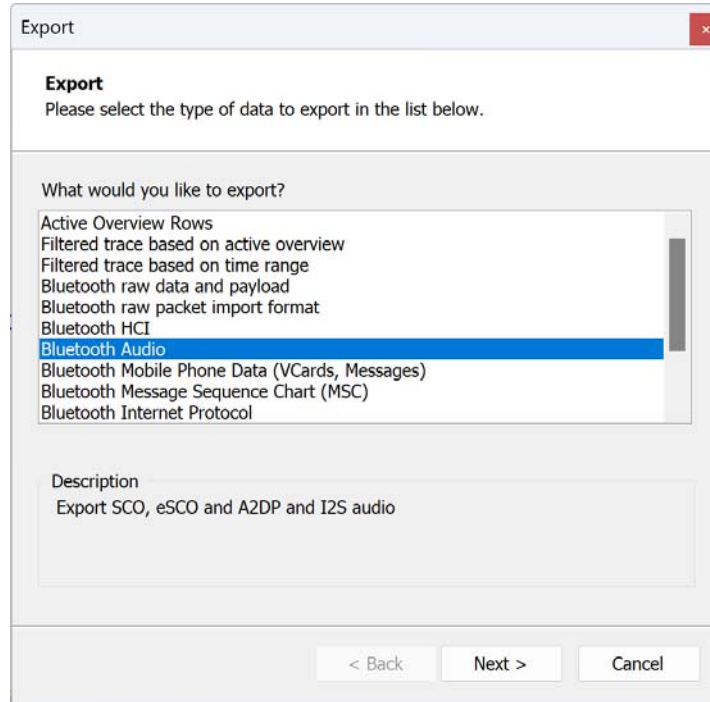 Export
×
Export
Please select the type of data to export in the list below.
What would you like to export?
Active Overview Rows
Filtered trace based on active overview
Filtered trace based on time range
Bluetooth raw data and payload
Bluetooth raw packet import format
Bluetooth HCI
Bluetooth Audio
Bluetooth Mobile Phone Data (VCards, Messages)
Bluetooth Message Sequence Chart (MSC)
Bluetooth Internet Protocol
Description
Export SCO, eSCO and A2DP and I2S audio
< Back Next > Cancel